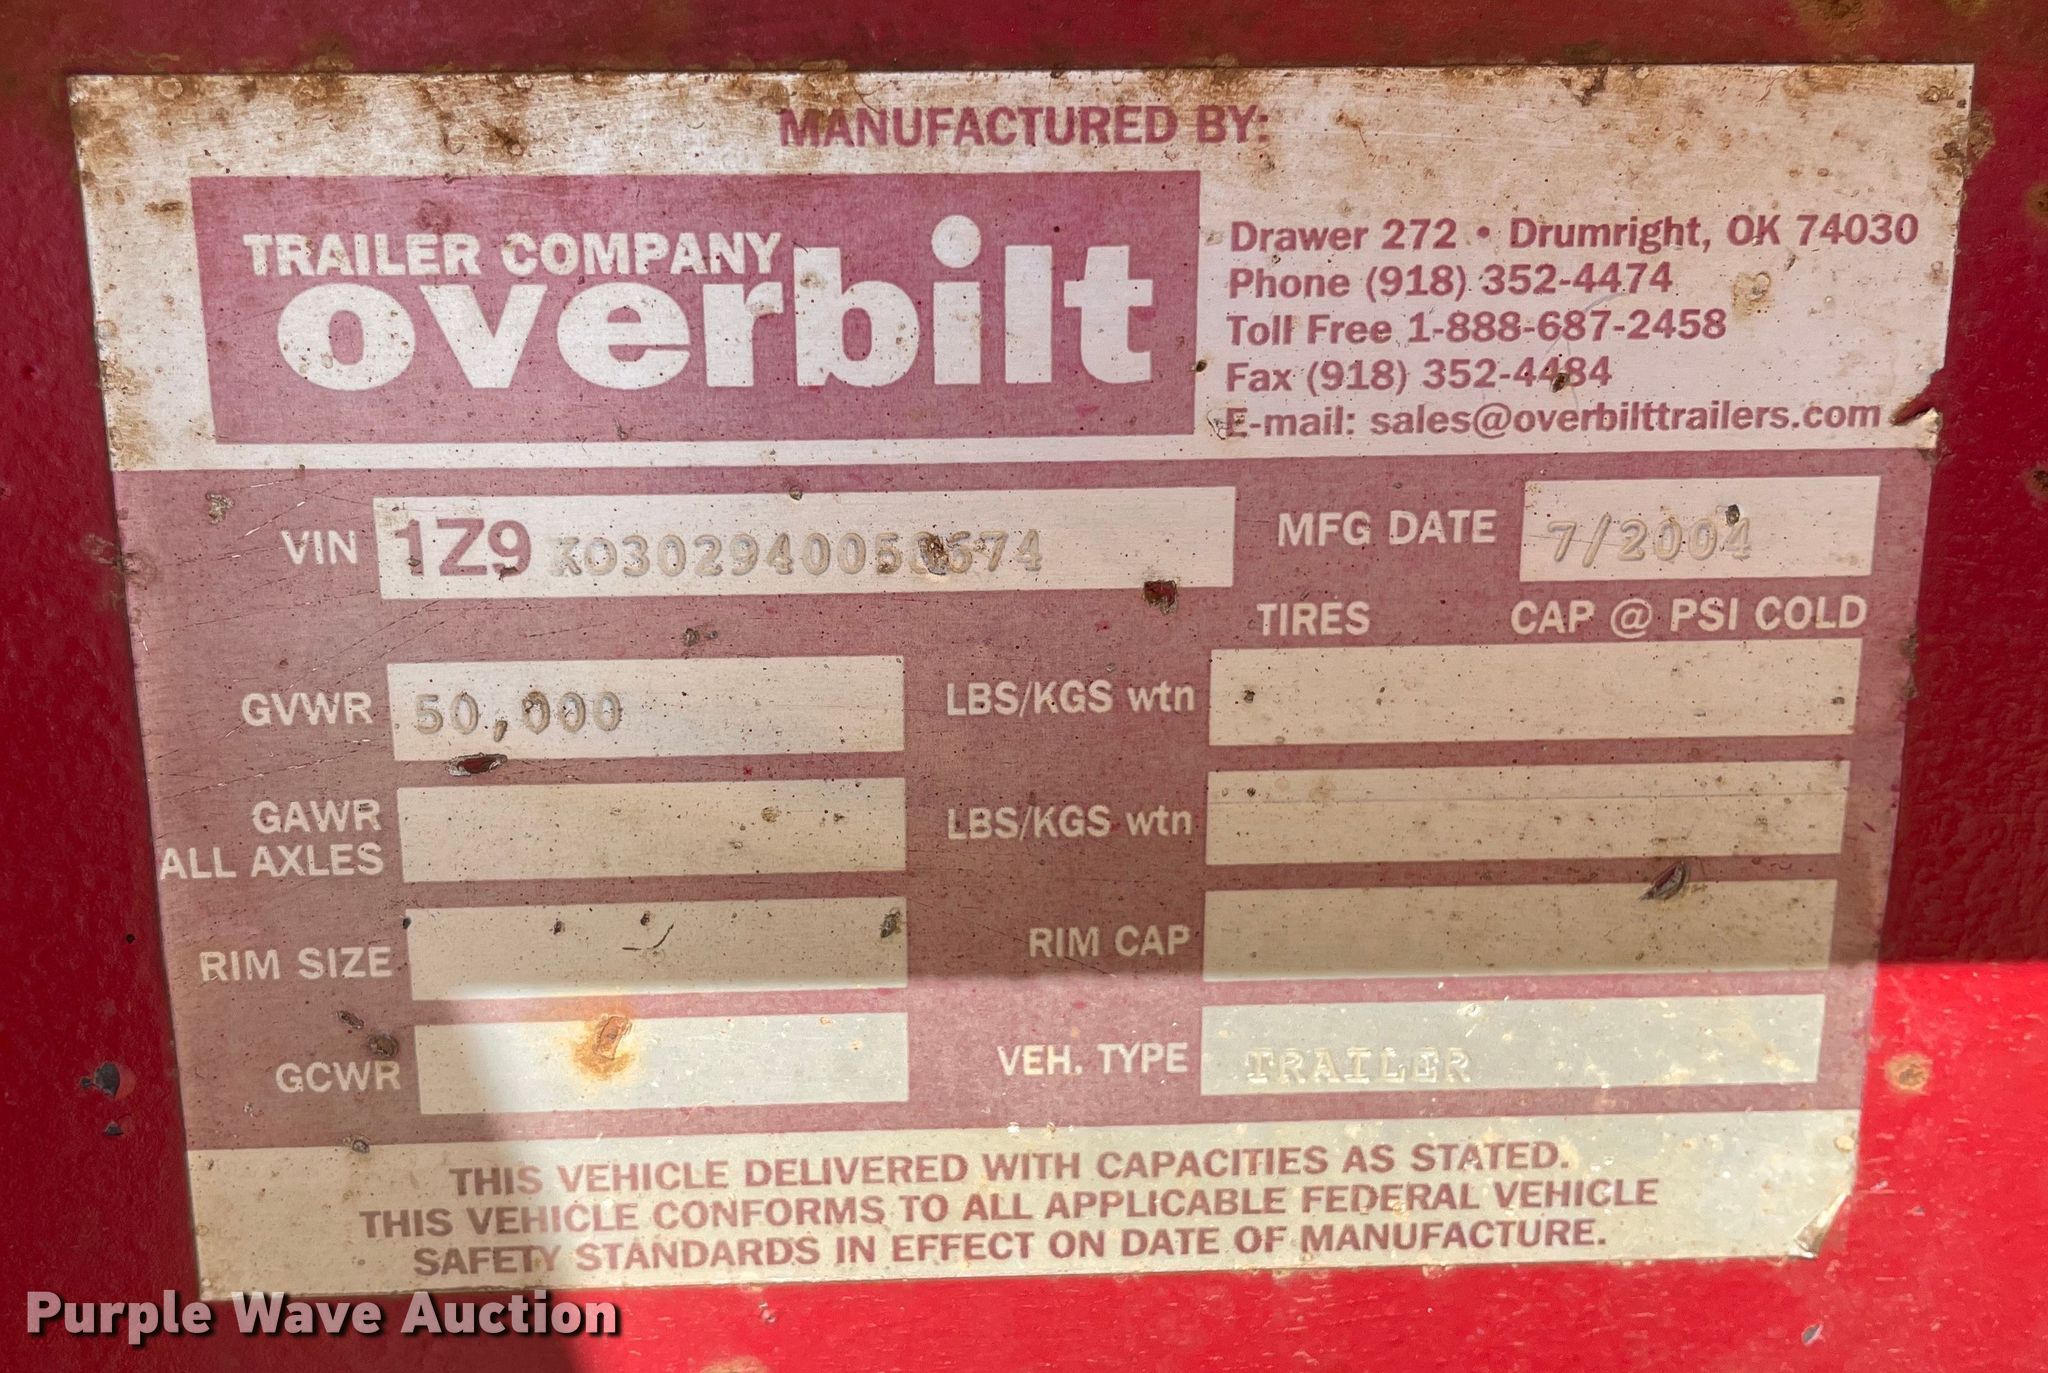 MANUFACTURED BY:
TRAILER COMPANY
overbilt
Drawer 272 • Drumright, OK 74030
Phone (918) 352-4474
Toll Free 1-888-687-2458
Fax (918) 352-4484
E-mail: sales@overbilttrailers.com
VIN 1Z9 MFG DATE 7/2004
TIRES CAP @ PSI COLD
GVWR 50,000 LBS/KGS wtn
GAWR
ALL AXLES LBS/KGS wtn
RIM SIZE RIM CAP
GCWR VEH. TYPE TRAILER
THIS VEHICLE DELIVERED WITH CAPACITIES AS STATED.
THIS VEHICLE CONFORMS TO ALL APPLICABLE FEDERAL VEHICLE
SAFETY STANDARDS IN EFFECT ON DATE OF MANUFACTURE.
Purple Wave Auction